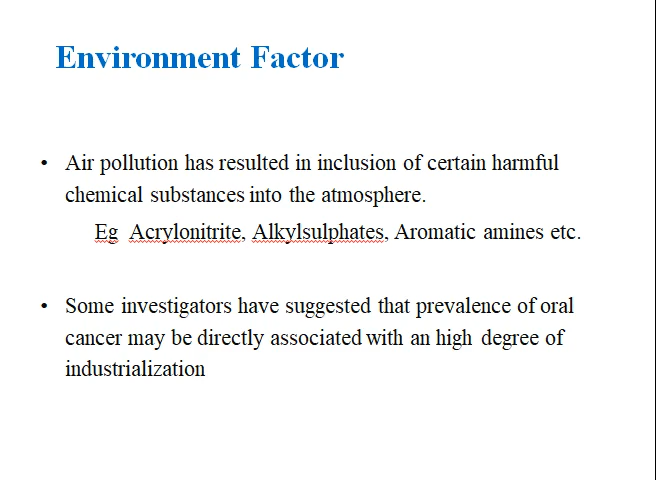 Environment Factor
• Air pollution has resulted in inclusion of certain harmful
chemical substances into the atmosphere.
Eg Acrylonitrite, Alkylsulphates, Aromatic amines etc.
• Some investigators have suggested that prevalence of oral
cancer may be directly associated with an high degree of
industrialization